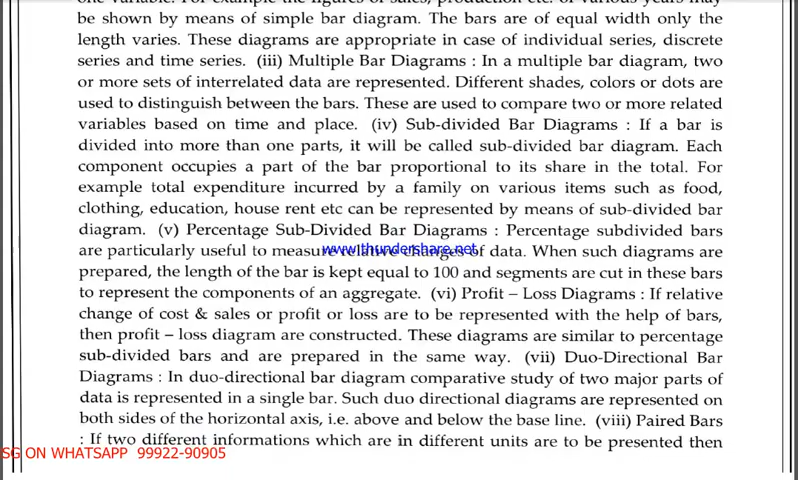 be shown by means of simple bar diagram. The bars are of equal width only the
length varies. These diagrams are appropriate in case of individual series, discrete
series and time series. (iii) Multiple Bar Diagrams : In a multiple bar diagram, two
or more sets of interrelated data are represented. Different shades, colors or dots are
used to distinguish between the bars. These are used to compare two or more related
variables based on time and place. (iv) Sub-divided Bar Diagrams : If a bar is
divided into more than one parts, it will be called sub-divided bar diagram. Each
component occupies a part of the bar proportional to its share in the total. For
example total expenditure incurred by a family on various items such as food,
clothing, education, house rent etc can be represented by means of sub-divided bar
diagram. (v) Percentage Sub-Divided Bar Diagrams : Percentage subdivided bars
are particularly useful to measure relative changes of data. When such diagrams are
www.thundershare.net
prepared, the length of the bar is kept equal to 100 and segments are cut in these bars
to represent the components of an aggregate. (vi) Profit – Loss Diagrams : If relative
change of cost & sales or profit or loss are to be represented with the help of bars,
then profit – loss diagram are constructed. These diagrams are similar to percentage
sub-divided bars and are prepared in the same way. (vii) Duo-Directional Bar
Diagrams : In duo-directional bar diagram comparative study of two major parts of
data is represented in a single bar. Such duo directional diagrams are represented on
both sides of the horizontal axis, i.e. above and below the base line. (viii) Paired Bars
: If two different informations which are in different units are to be presented then
SG ON WHATSAPP 99922-90905